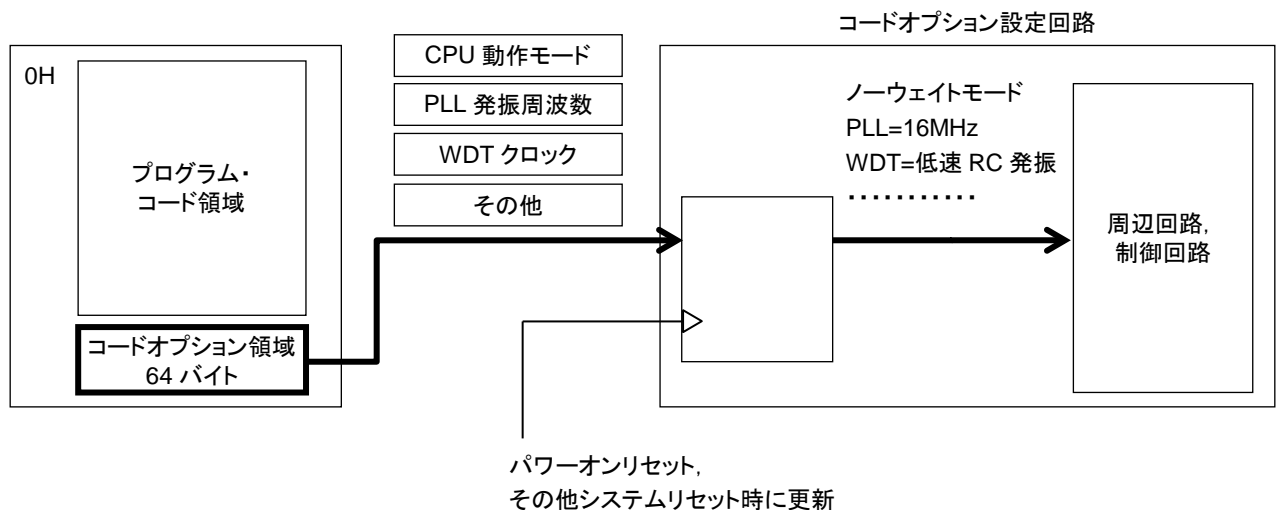 コードオプション設定回路
0H
プログラム・
コード領域
コードオプション領域
64 バイト
CPU 動作モード
PLL 発振周波数
WDT クロック
その他
ノーウェイトモード
PLL=16MHz
WDT=低速 RC 発振
・・・・・・・・・・・
周辺回路,
制御回路
パワーオンリセット,
その他システムリセット時に更新